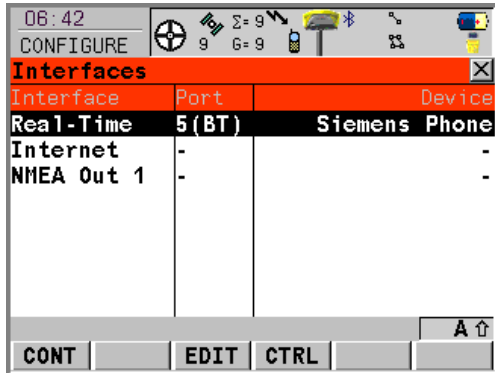 06:42
CONFIGURE
9
Σ= 9
G= 9
Interfaces
Interface Port Device
Real-Time 5(BT) Siemens Phone
Internet - -
NMEA Out 1 - -
A ⇧
CONT EDIT CTRL